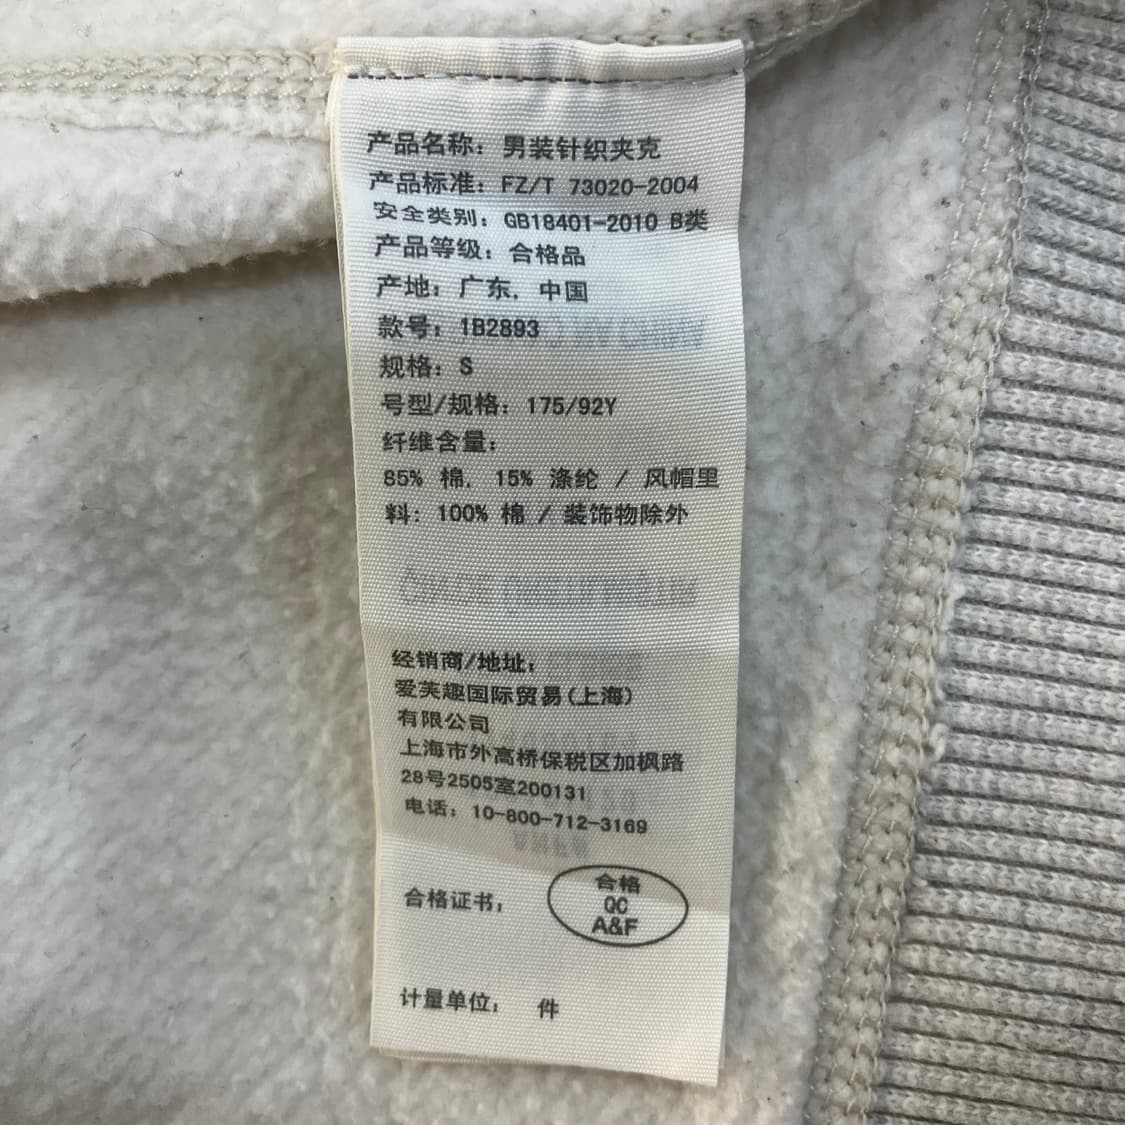 产品名称：男装针织夹克
产品标准：FZ/T 73020-2004
安全类别：GB18401-2010 B类
产品等级：合格品
产地：广东, 中国
款号：1B2893
规格：S
号型/规格：175/92Y
纤维含量：
85% 棉, 15% 涤纶 / 风帽里
料：100% 棉 / 装饰物除外
经销商/地址：
爱芙趣国际贸易(上海)
有限公司
上海市外高桥保税区加枫路
28号2505室200131
电话：10-800-712-3169
合格证书：
合格
QC
A&F
计量单位： 件